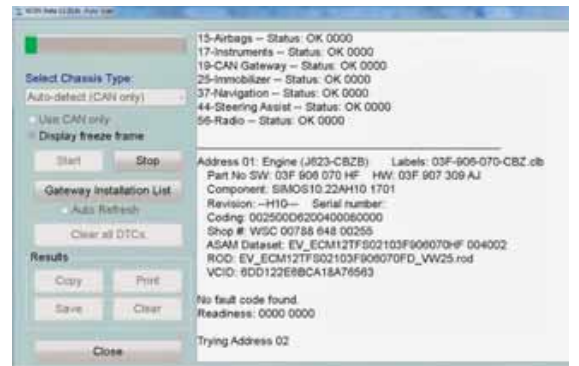 Select Chassis Type:
Auto-detect (CAN only)
Use CAN only
Display freeze frame
Start
Stop
Gateway Installation List
Auto Refresh
Clear all DTCs
Results
Copy
Print
Save
Clear
Close
15-Airbags -- Status: OK 0000
17-Instruments -- Status: OK 0000
19-CAN Gateway -- Status: OK 0000
25-Immobilizer -- Status: OK 0000
37-Navigation -- Status: OK 0000
44-Steering Assist -- Status: OK 0000
56-Radio -- Status: OK 0000
Address 01: Engine (J623-CBZB) Labels: 03F-906-070-CBZ.clb
Part No SW: 03F 906 070 HF HW: 03F 907 309 AJ
Component: SIMOS10.22AH10 1701
Revision: --H10--- Serial number:
Coding: 002500D6200400060000
Shop #: WSC 00788 648 00255
ASAM Dataset: EV_ECM12TFS02103F906070HF 004002
ROD: EV_ECM12TFS02103F906070FD_VW25.rod
VCID: 6DD122E6BCA18A76563
No fault code found.
Readiness: 0000 0000
Trying Address 02